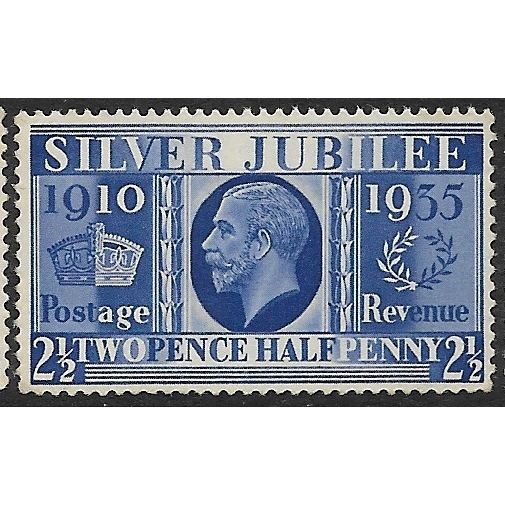 SILVER JUBILEE
1910 1935
Postage Revenue
2½ TWOPENCE HALFPENNY 2½